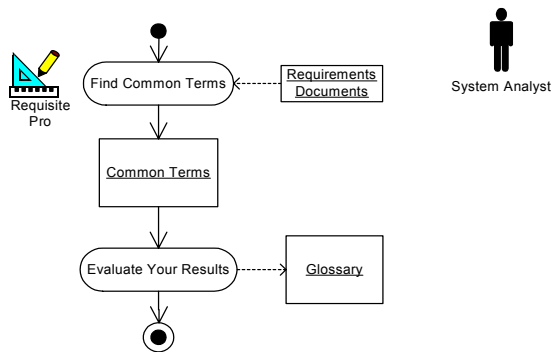 Find Common Terms
Requirements
Documents
System Analyst
Requisite
Pro
Common Terms
Evaluate Your Results
Glossary